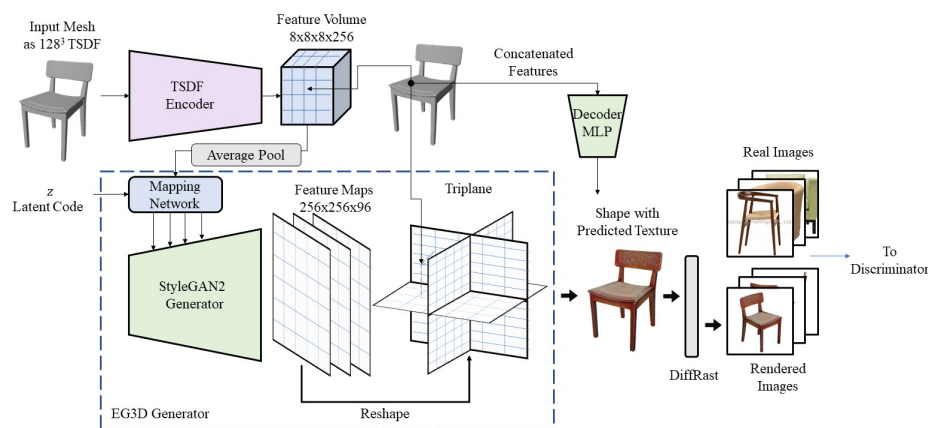 Input Mesh
as 128³ TSDF
TSDF
Encoder
Feature Volume
8x8x8x256
Concatenated
Features
Decoder
MLP
Average Pool
z
Latent Code
Mapping
Network
Feature Maps
256x256x96
Triplane
StyleGAN2
Generator
Shape with
Predicted Texture
Real Images
To
Discriminator
DiffRast
Rendered
Images
Reshape
EG3D Generator